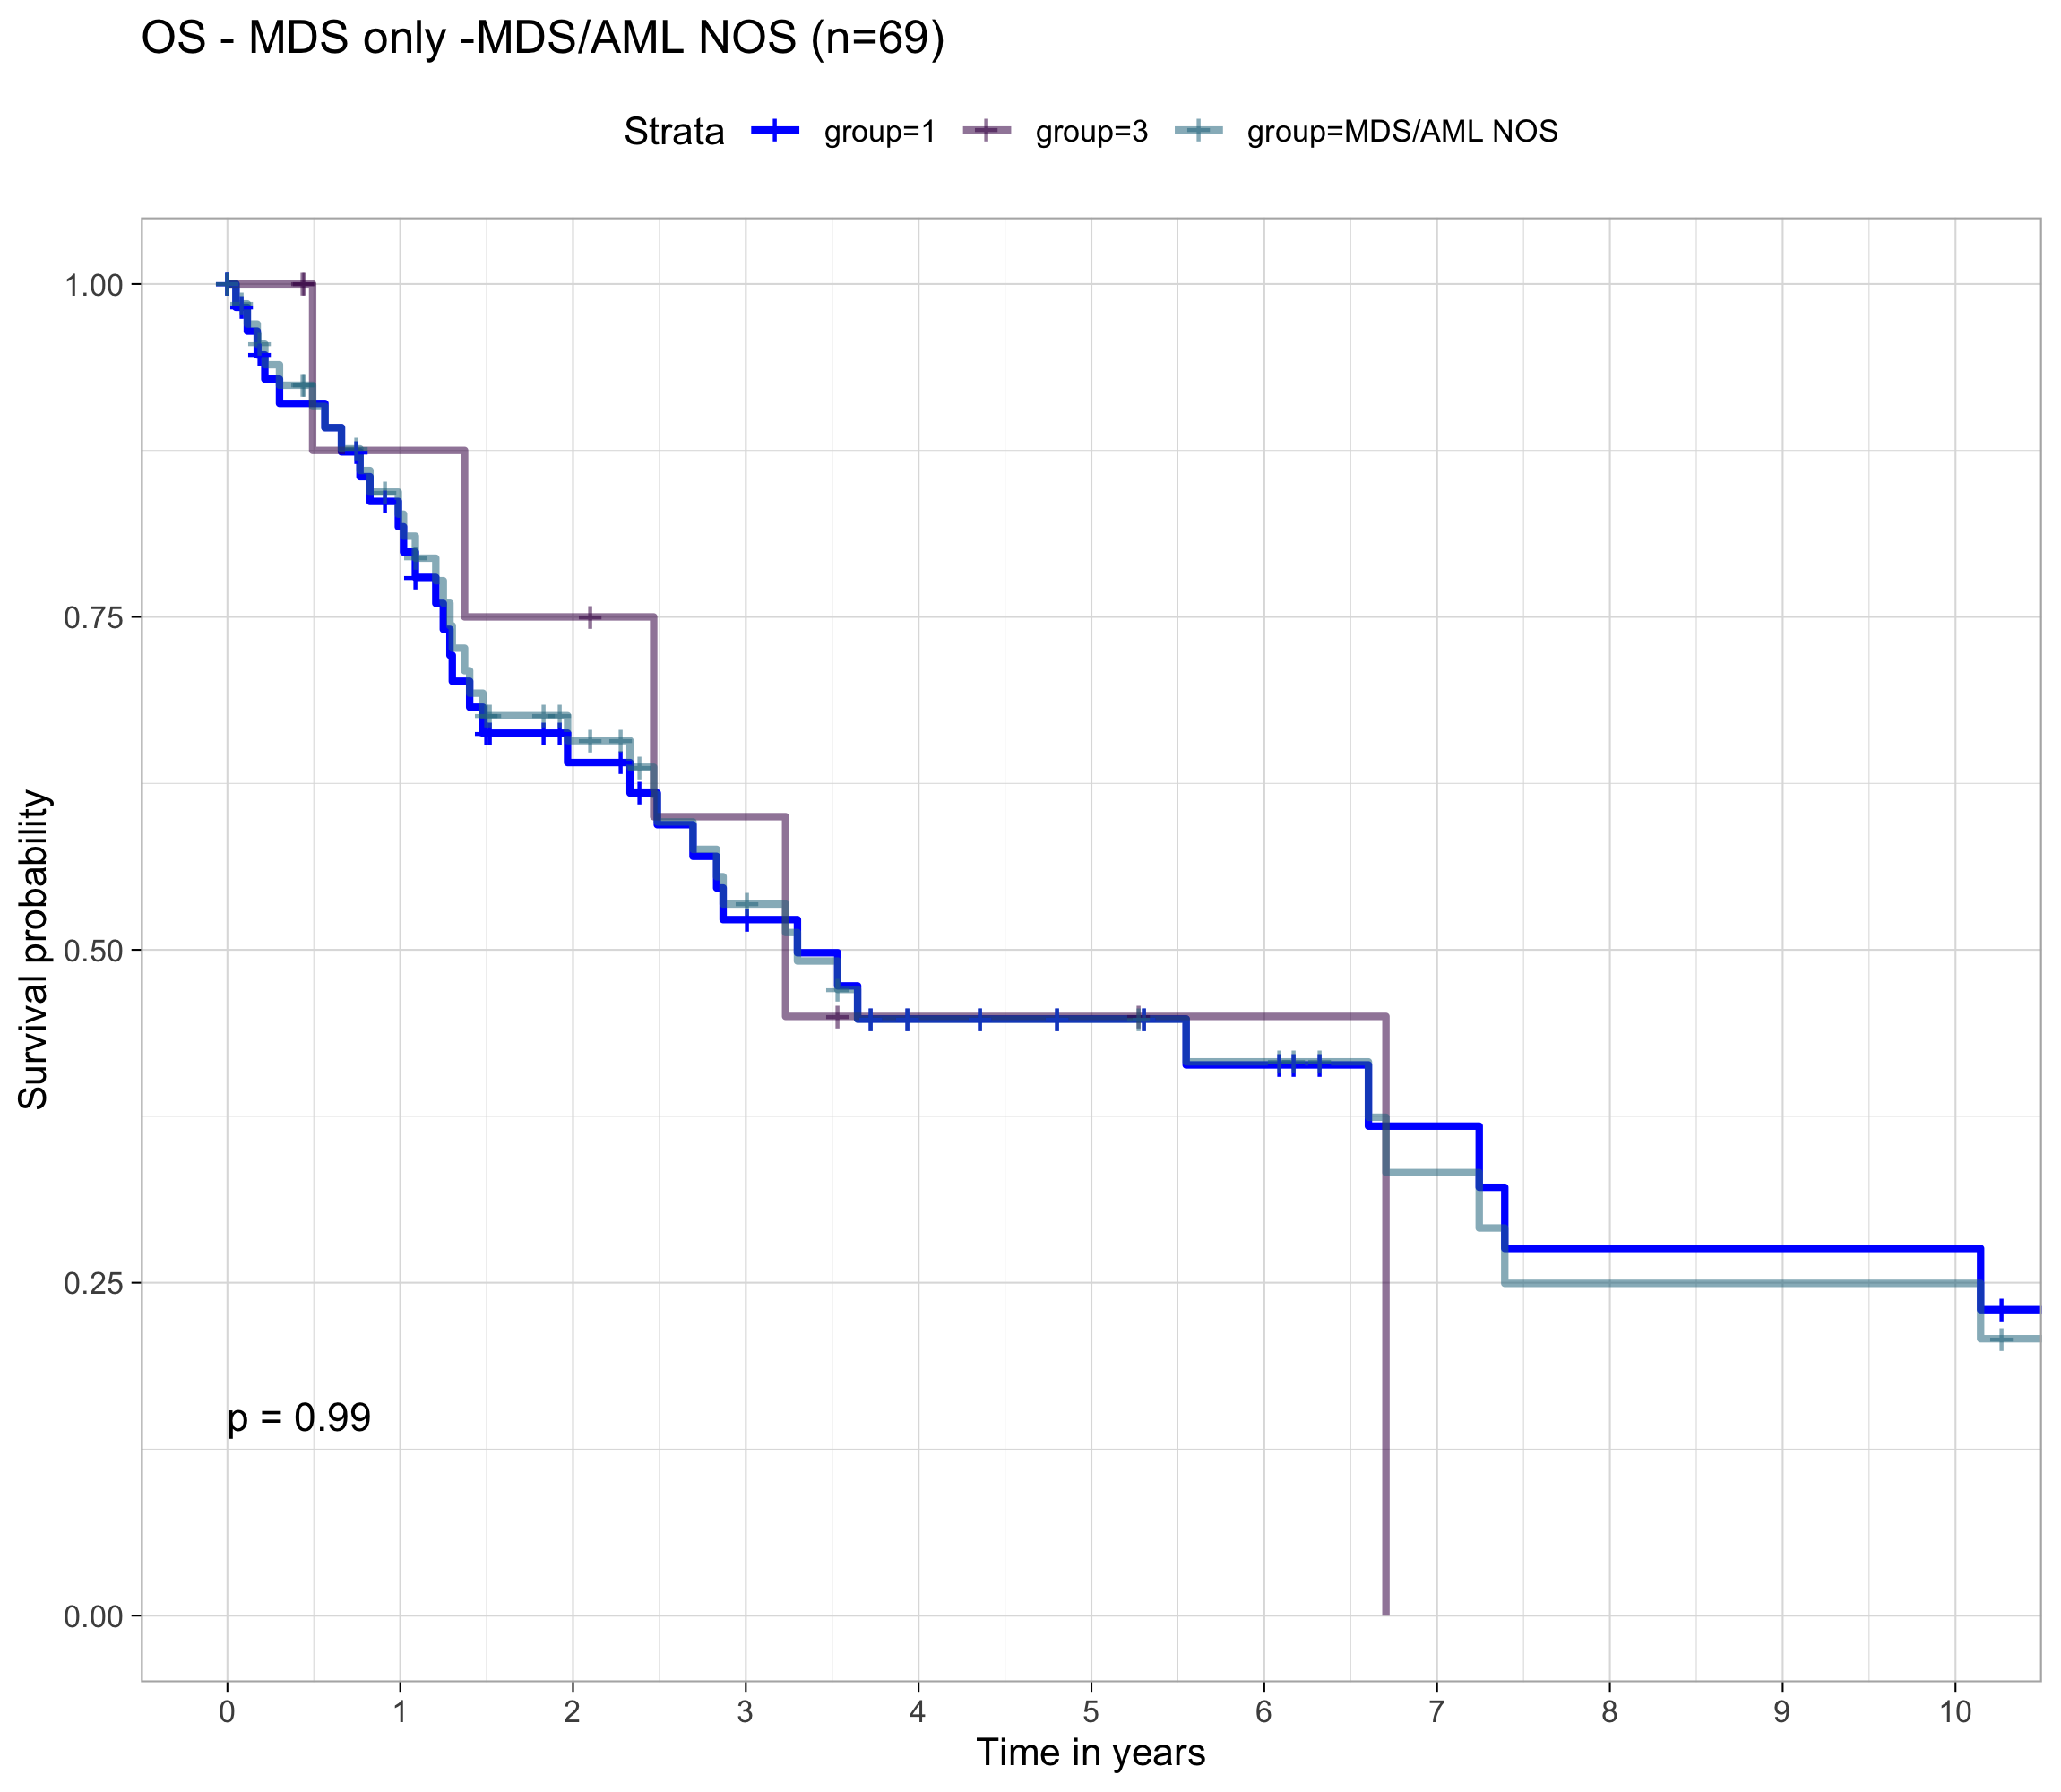 OS - MDS only -MDS/AML NOS (n=69)
Strata group=1 group=3 group=MDS/AML NOS
Survival probability
1.00
0.75
0.50
0.25
0.00
p = 0.99
0 1 2 3 4 5 6 7 8 9 10
Time in years